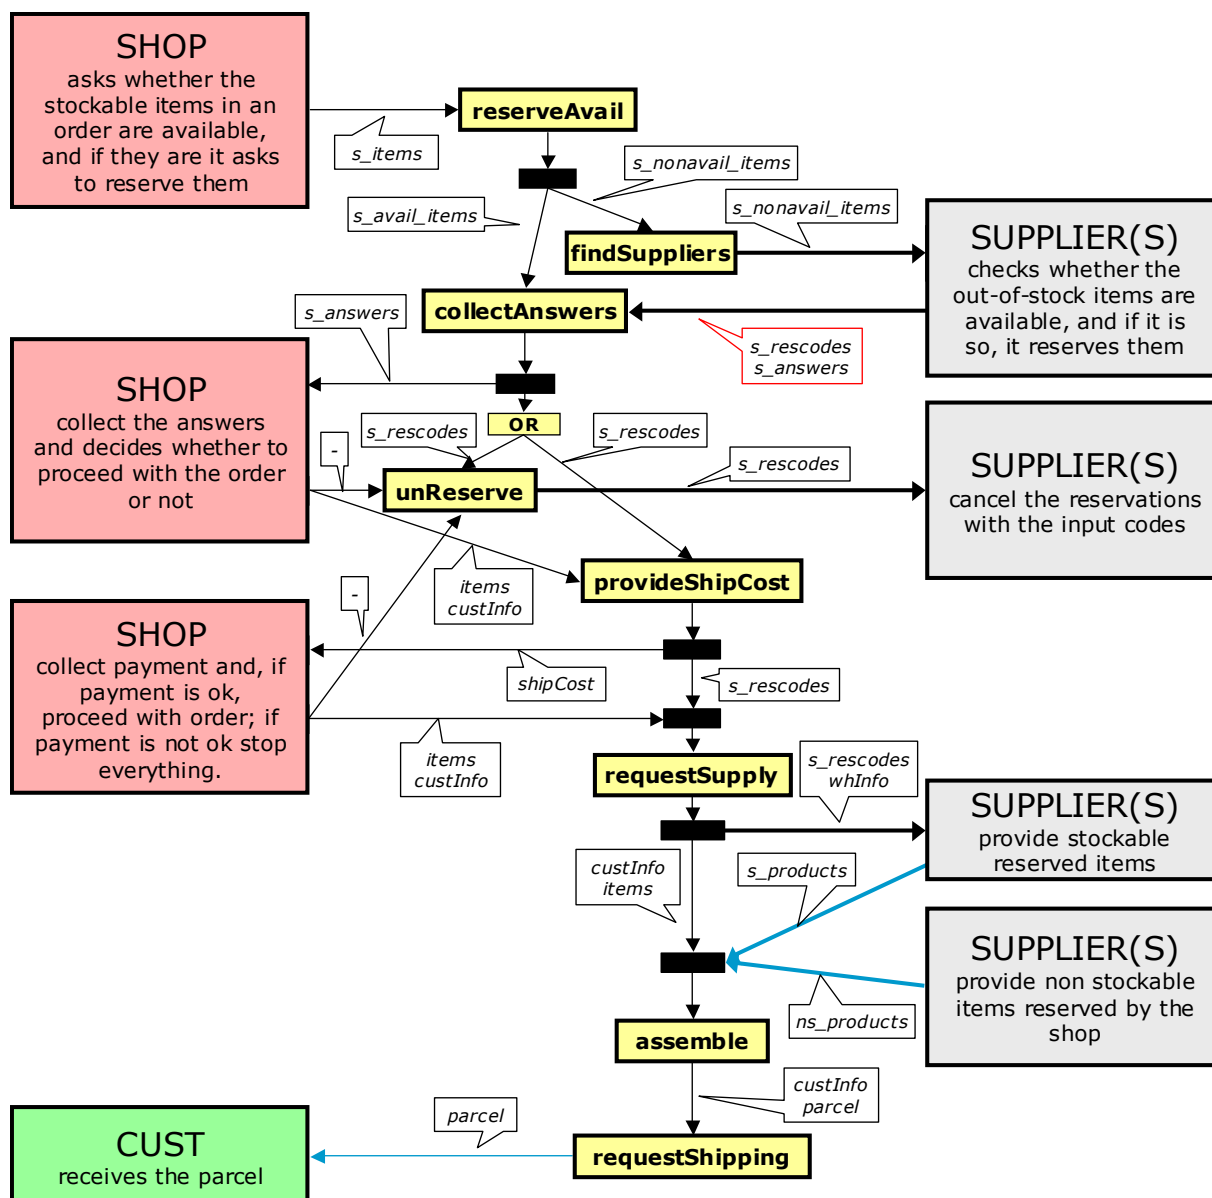 SHOP
asks whether the
stockable items in an
order are available,
and if they are it asks
to reserve them
reserveAvail
s_items
s_nonavail_items
s_avail_items
s_nonavail_items
findSuppliers
SUPPLIER(S)
checks whether the
out-of-stock items are
available, and if it is
so, it reserves them
collectAnswers
s_answers
s_rescodes
s_answers
SHOP
collect the answers
and decides whether to
proceed with the order
or not
OR
s_rescodes
s_rescodes
-
unReserve
s_rescodes
SUPPLIER(S)
cancel the reservations
with the input codes
provideShipCost
items
custInfo
-
SHOP
collect payment and, if
payment is ok,
proceed with order; if
payment is not ok stop
everything.
shipCost
s_rescodes
items
custInfo
requestSupply
s_rescodes
whInfo
SUPPLIER(S)
provide stockable
reserved items
custInfo
items
s_products
SUPPLIER(S)
provide non stockable
items reserved by the
shop
ns_products
assemble
custInfo
parcel
CUST
receives the parcel
parcel
requestShipping